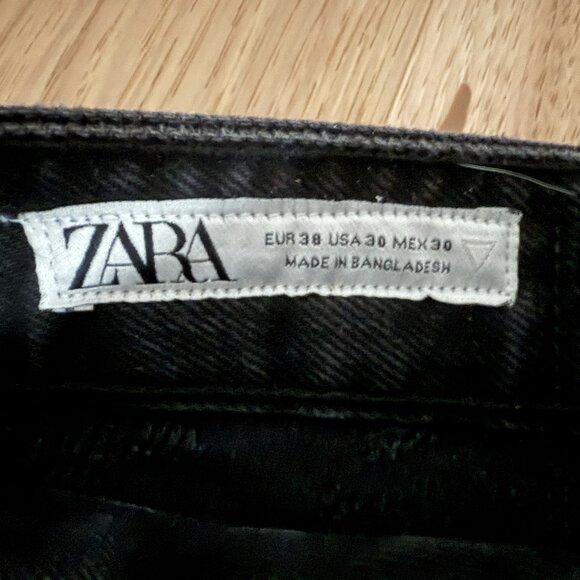 ZARA
EUR 38 USA 30 MEX 30
MADE IN BANGLADESH